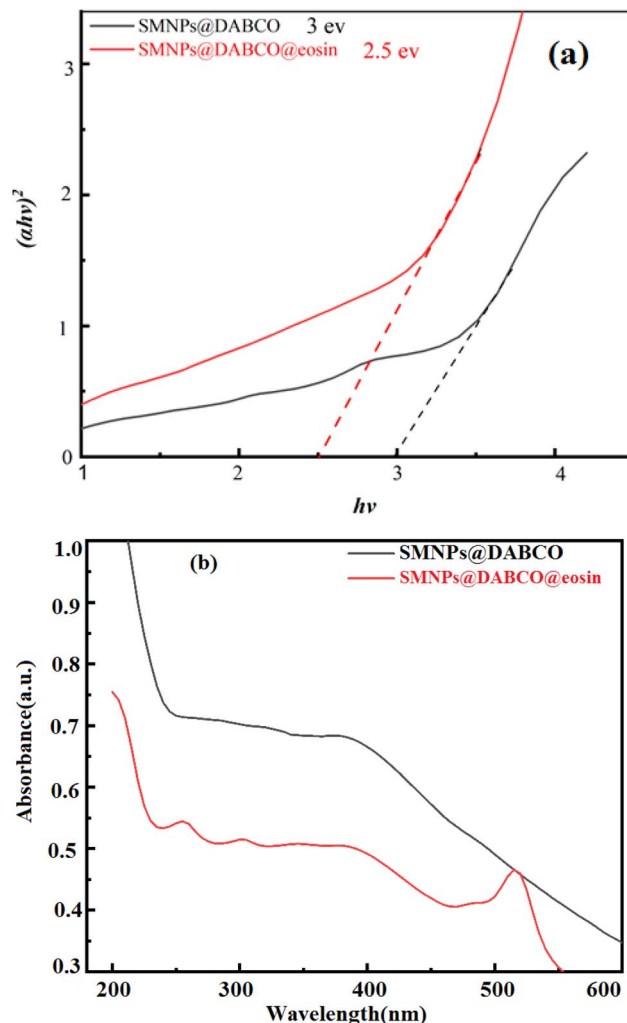 SMNPs@DABCO 3 ev
SMNPs@DABCO@eosin 2.5 ev
(a)
3
2
1
0
(αhv)²
1 2 3 4
hv
(b)
SMNPs@DABCO
SMNPs@DABCO@eosin
1.0
0.9
0.8
0.7
0.6
0.5
0.4
0.3
Absorbance(a.u.)
200 300 400 500 600
Wavelength(nm)